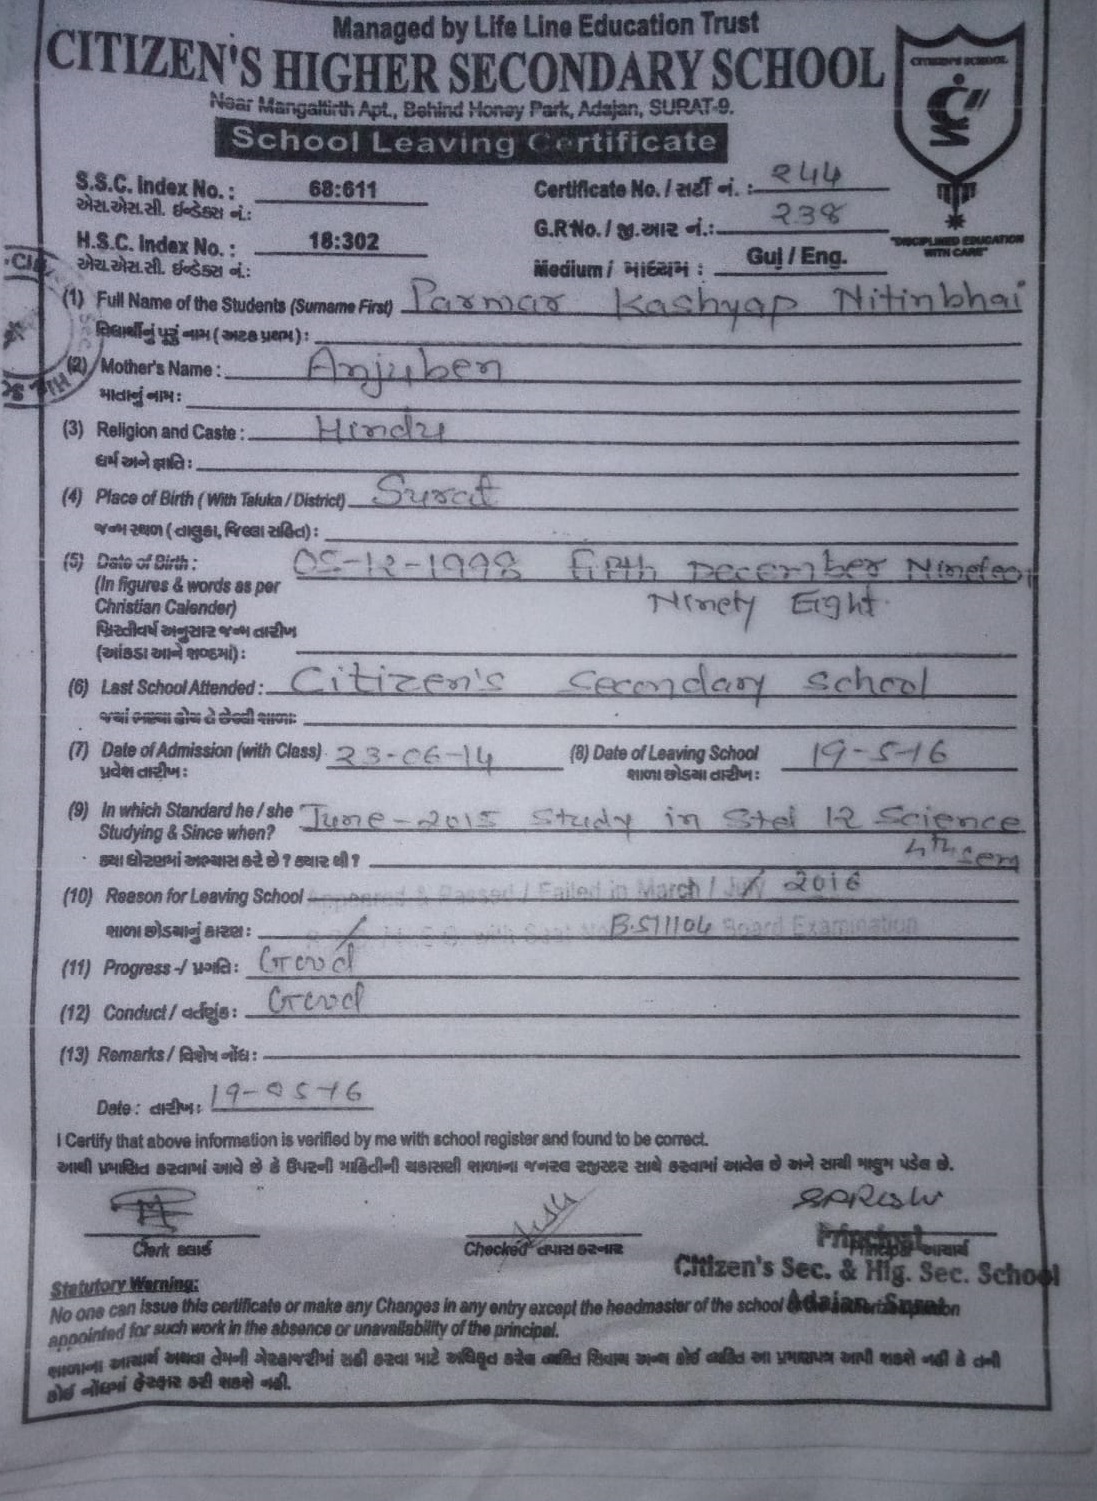 Managed by Life Line Education Trust
CITIZEN'S HIGHER SECONDARY SCHOOL
CITIZEN'S SCHOOL
Near Mangaltirth Apt., Behind Honey Park, Adajan, SURAT-9.
School Leaving Certificate
"DISCIPLINED EDUCATION WITH CARE"
S.S.C. Index No. : 68:611
એસ.એસ.સી. ઈન્ડેક્સ નં.:
Certificate No. / સર્ટી નં. : ૨૪૪
H.S.C. Index No. : 18:302
એચ.એસ.સી. ઈન્ડેક્સ નં.:
G.R No. / જી.આર નં.: 238
Medium / માધ્યમ : Guj / Eng.
(1) Full Name of the Students (Surname First) Parmar Kashyap Nitinbhai
વિદ્યાર્થીનું પૂરું નામ ( અટક પ્રથમ ) :
(2) Mother's Name : Anjuben
માતાનું નામ :
(3) Religion and Caste : Hindu
ધર્મ અને જ્ઞાતિ :
(4) Place of Birth ( With Taluka / District) Surat
જન્મ સ્થળ ( તાલુકા, જિલ્લા સહિત) :
(5) Date of Birth : 05-12-1998 Fifth December Nineteen
(In figures & words as per Ninety Eight.
Christian Calender)
ખ્રિસ્તીવર્ષ અનુસાર જન્મ તારીખ
(આંકડા આને શબ્દમાં) :
(6) Last School Attended : Citizen's Secondary School
જ્યાં ભણ્યા હોય તે છેલ્લી શાળા:
(7) Date of Admission (with Class) 23-06-14 (8) Date of Leaving School 19-5-16
પ્રવેશ તારીખ : શાળા છોડયા તારીખ :
(9) In which Standard he / she June-2015 Study in Std 12 Science
Studying & Since when? 4th sem
ક્યા ધોરણમાં અભ્યાસ કરે છે ? ક્યાર થી ?
(10) Reason for Leaving School Appeared & Passed / Failed in March / July 2016
શાળા છોડયાનું કારણ : with Seat No. B.511104 Board Examination
(11) Progress -/ પ્રગતિ : Good
(12) Conduct / વર્તણુંક : Good
(13) Remarks / વિશેષ નોંધ :
Date : તારીખ : 19-05-16
I Certify that above information is verified by me with school register and found to be correct.
આથી પ્રમાણિત કરવામાં આવે છે કે ઉપરની માહિતીની ચકાસણી શાળાના જનરલ રજીસ્ટર સાથે કરવામાં આવેલ છે અને સાચી માલુમ પડેલ છે.
Clerk કલાર્ક Checked તપાસ કરનાર Principal આચાર્ય
Principal
Citizen's Sec. & Hig. Sec. School
Adajan, Surat
Statutory Warning:
No one can issue this certificate or make any Changes in any entry except the headmaster of the school
appointed for such work in the absence or unavailability of the principal.
શાળાના આચાર્ય અથવા તેમની ગેરહાજરીમાં સહી કરવા માટે અધિકૃત કરેલ વ્યક્તિ સિવાય અન્ય કોઈ વ્યક્તિ આ પ્રમાણપત્ર આપી શકશે નહી કે તેની
કોઈ નોંધમાં ફેરફાર કરી શકશે નહી.